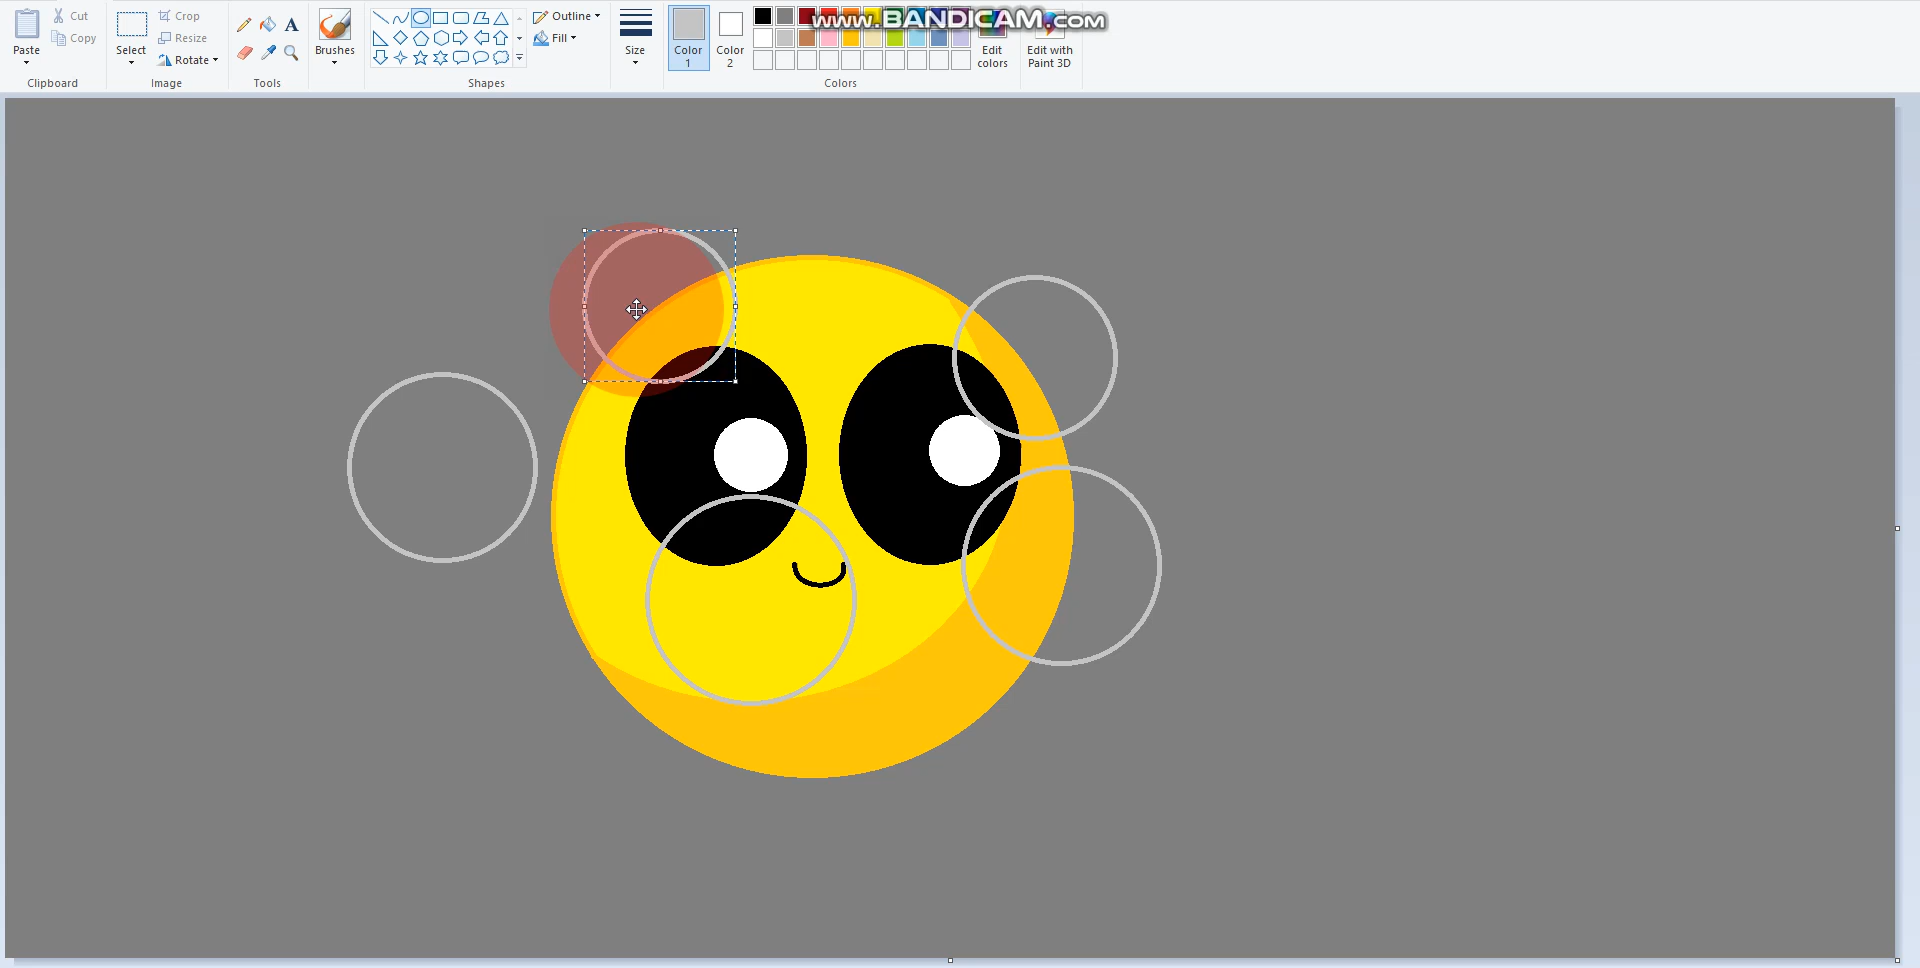 Paste
Cut
Copy
Clipboard
Select
Crop
Resize
Rotate
Image
A
Tools
Brushes
Shapes
Outline
Fill
Size
Color
1
Color
2
Edit
colors
Edit with
Paint 3D
Colors
www.BANDICAM.com